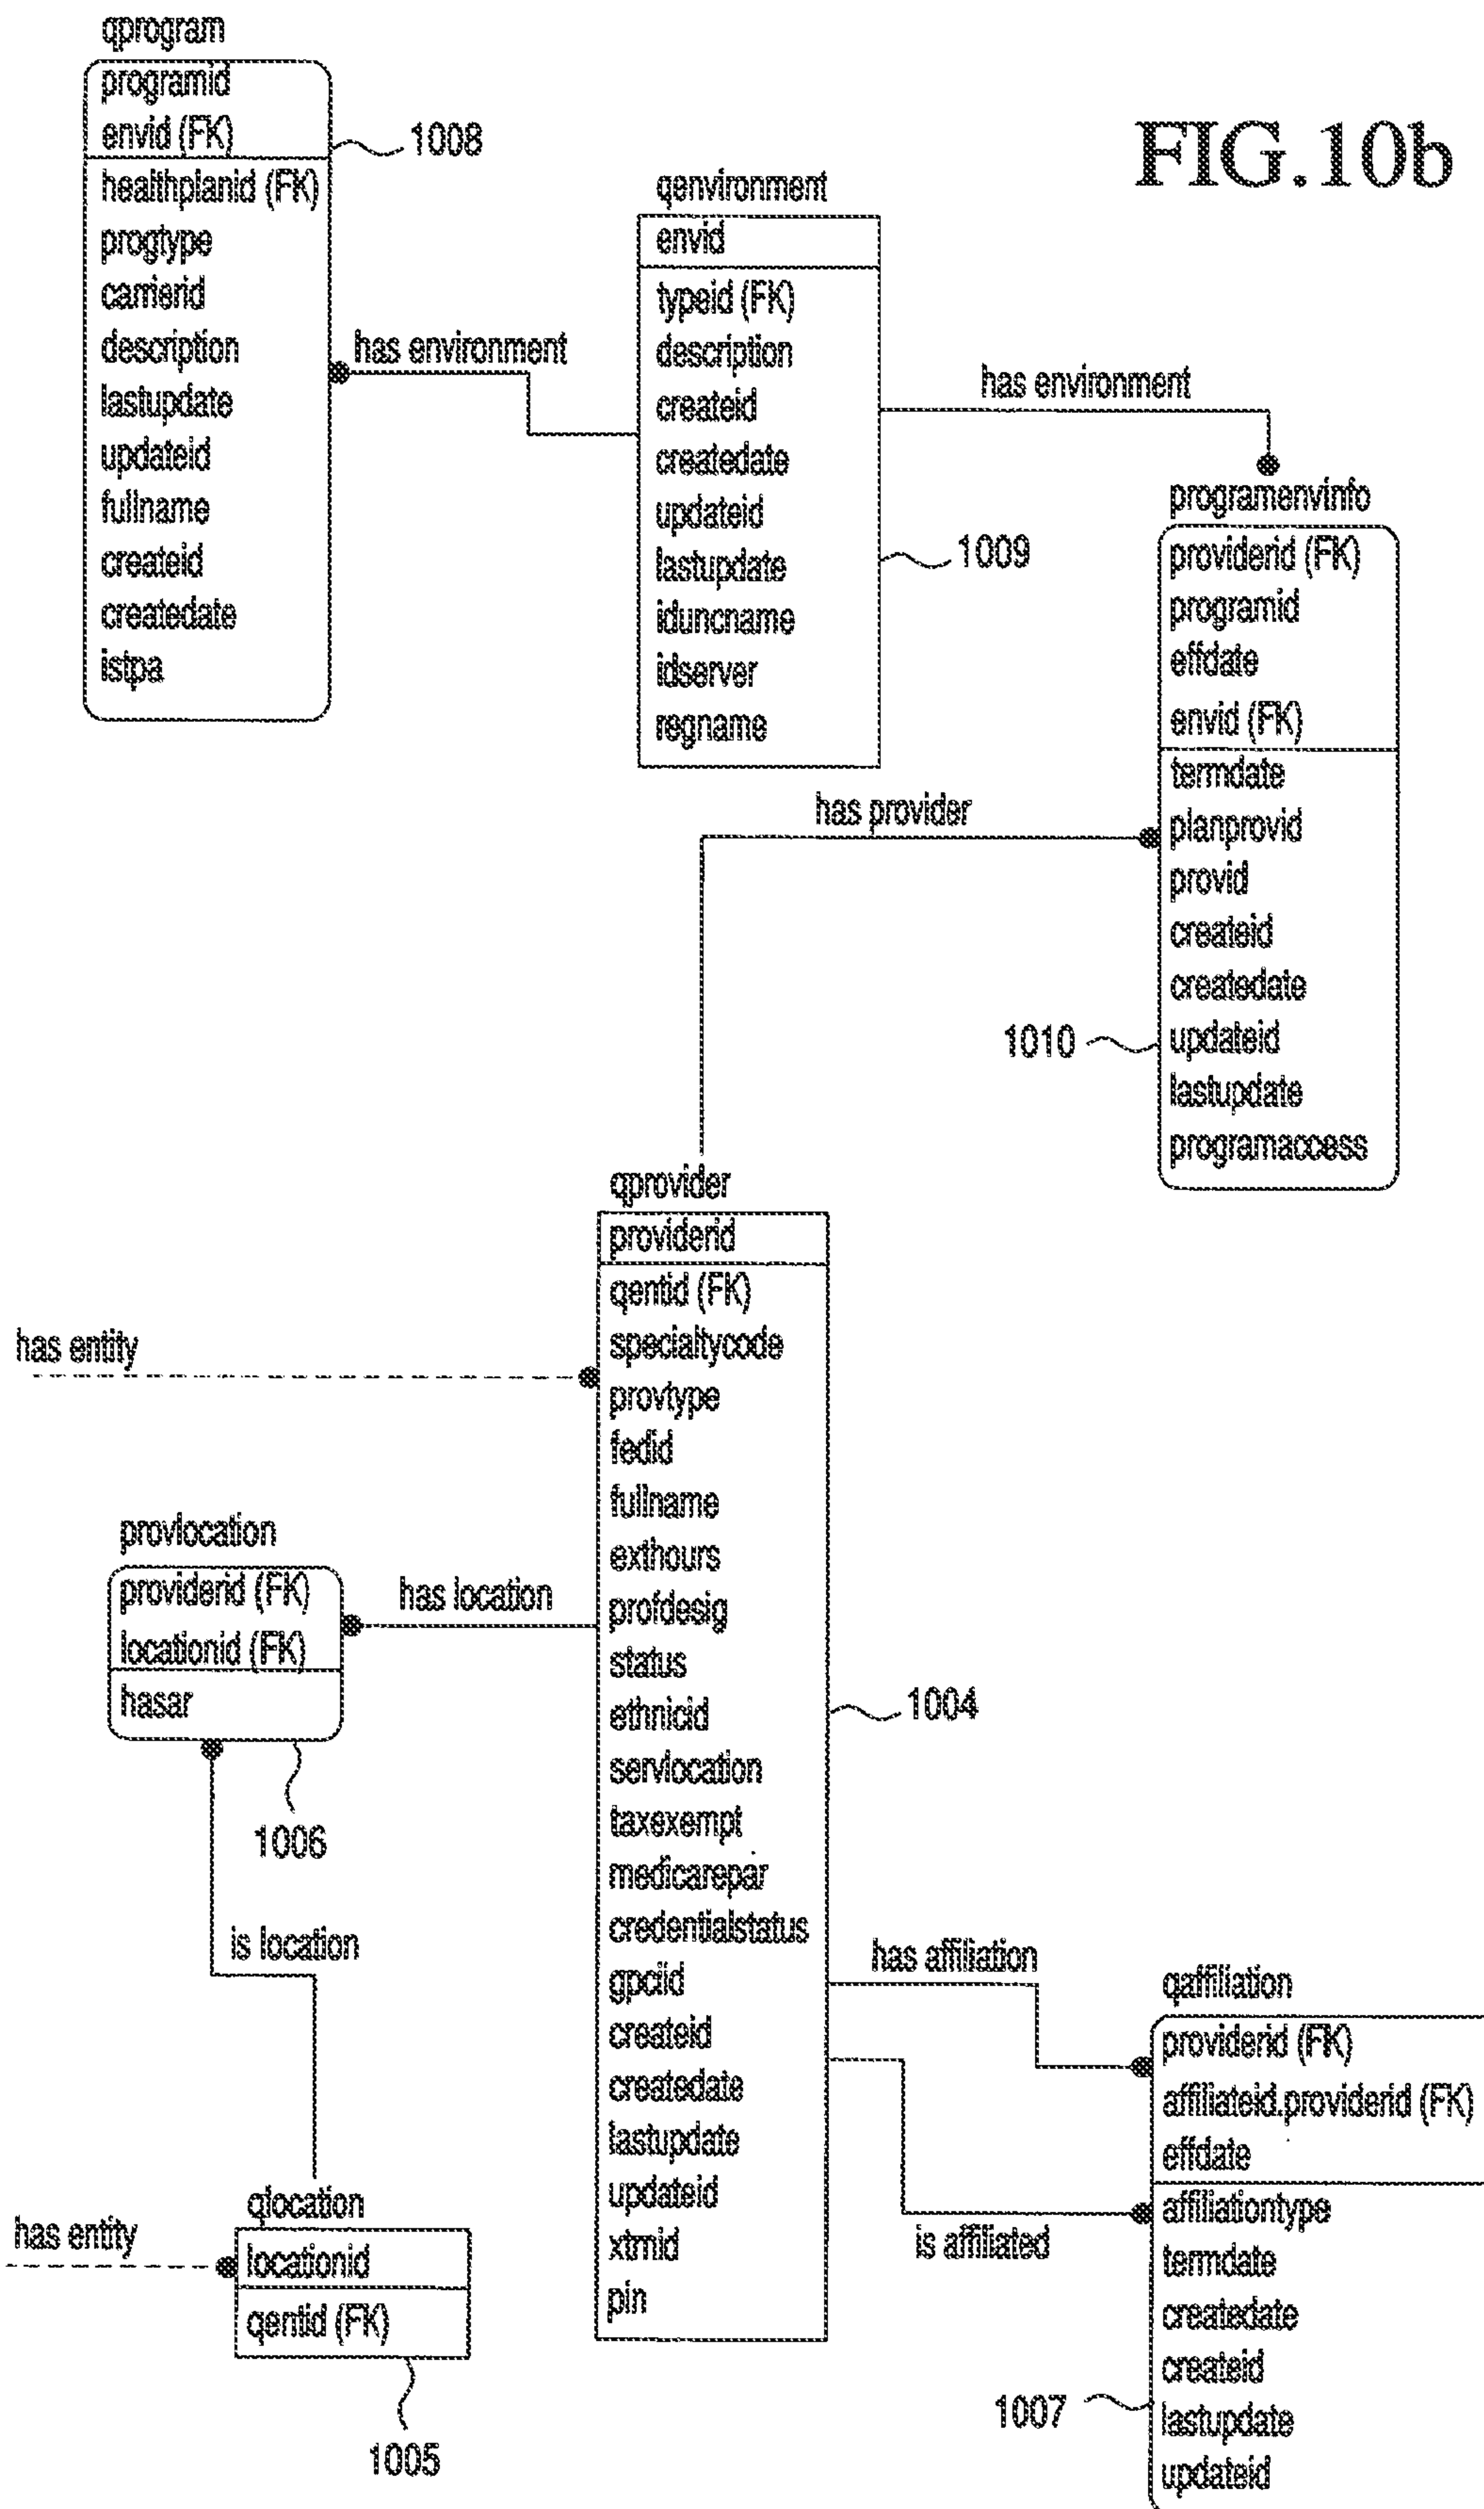 FIG.10b
qprogram
programid
envid (FK)
1008
healthplanid (FK)
progtype
carrierid
description
lastupdate
updateid
fullname
createid
createdate
istpa
has environment
qenvironment
envid
typeid (FK)
description
createid
createdate
updateid
lastupdate
iduncname
idserver
regname
1009
has environment
programenvinfo
providerid (FK)
programid
effdate
envid (FK)
termdate
planprovid
provid
createid
createdate
updateid
lastupdate
programaccess
1010
has provider
qprovider
providerid
qentid (FK)
specialtycode
provtype
fedid
fullname
exthours
profdesig
status
ethnicid
servlocation
taxexempt
medicarepar
credentialstatus
gpciid
createid
createdate
lastupdate
updateid
xtrnid
pin
1004
has entity
provlocation
providerid (FK)
locationid (FK)
hasar
1006
has location
is location
has entity
qlocation
locationid
qentid (FK)
1005
has affiliation
is affiliated
qaffiliation
providerid (FK)
affiliateid.providerid (FK)
effdate
affiliationtype
termdate
createdate
createid
lastupdate
updateid
1007